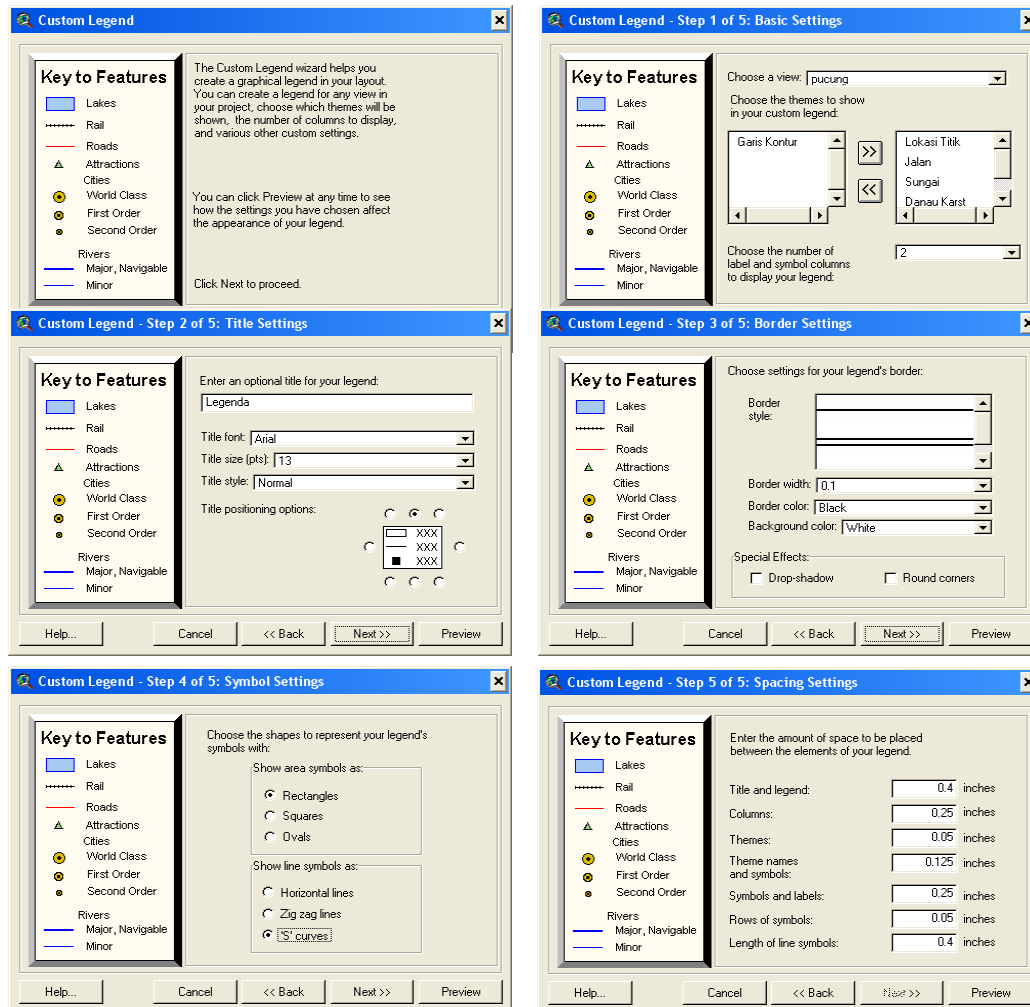 Custom Legend
Key to Features
Lakes
Rail
Roads
Attractions
Cities
World Class
First Order
Second Order
Rivers
Major, Navigable
Minor
The Custom Legend wizard helps you
create a graphical legend in your layout.
You can create a legend for any view in
your project, choose which themes will be
shown, the number of columns to display,
and various other custom settings.
You can click Preview at any time to see
how the settings you have chosen affect
the appearance of your legend.
Click Next to proceed.
Custom Legend - Step 1 of 5: Basic Settings
Key to Features
Lakes
Rail
Roads
Attractions
Cities
World Class
First Order
Second Order
Rivers
Major, Navigable
Minor
Choose a view: pucung
Choose the themes to show
in your custom legend:
Garis Kontur
>>
<<
Lokasi Titik
Jalan
Sungai
Danau Karst
Choose the number of
label and symbol columns
to display your legend:
2
Custom Legend - Step 2 of 5: Title Settings
Key to Features
Lakes
Rail
Roads
Attractions
Cities
World Class
First Order
Second Order
Rivers
Major, Navigable
Minor
Enter an optional title for your legend:
Legenda
Title font: Arial
Title size (pts): 13
Title style: Normal
Title positioning options:
XXX
XXX
XXX
Help... Cancel << Back Next >> Preview
Custom Legend - Step 3 of 5: Border Settings
Key to Features
Lakes
Rail
Roads
Attractions
Cities
World Class
First Order
Second Order
Rivers
Major, Navigable
Minor
Choose settings for your legend's border:
Border
style:
Border width: 0.1
Border color: Black
Background color: White
Special Effects:
Drop-shadow Round corners
Help... Cancel << Back Next >> Preview
Custom Legend - Step 4 of 5: Symbol Settings
Key to Features
Lakes
Rail
Roads
Attractions
Cities
World Class
First Order
Second Order
Rivers
Major, Navigable
Minor
Choose the shapes to represent your legend's
symbols with:
Show area symbols as:
Rectangles
Squares
Ovals
Show line symbols as:
Horizontal lines
Zig zag lines
'S' curves
Help... Cancel << Back Next >> Preview
Custom Legend - Step 5 of 5: Spacing Settings
Key to Features
Lakes
Rail
Roads
Attractions
Cities
World Class
First Order
Second Order
Rivers
Major, Navigable
Minor
Enter the amount of space to be placed
between the elements of your legend.
Title and legend: 0.4 inches
Columns: 0.25 inches
Themes: 0.05 inches
Theme names
and symbols: 0.125 inches
Symbols and labels: 0.25 inches
Rows of symbols: 0.05 inches
Length of line symbols: 0.4 inches
Help... Cancel << Back Next >> Preview